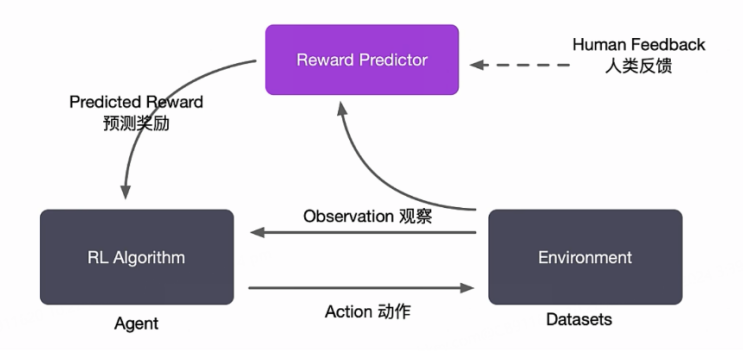 Reward Predictor
Human Feedback
人类反馈
Predicted Reward
预测奖励
Observation 观察
RL Algorithm
Environment
Action 动作
Agent
Datasets